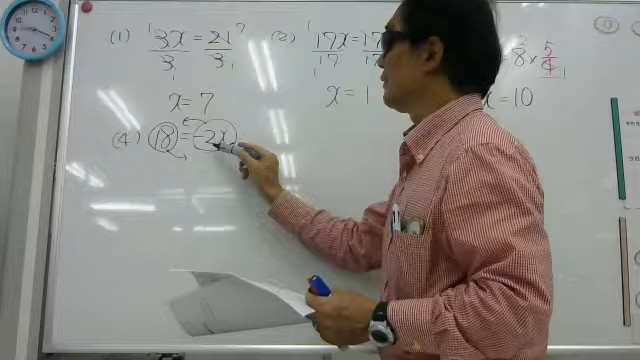 (1) 3x/3 = 21/3
x = 7
(2) 17x/17 = 17/17
x = 1
8 × 5/4
x = 10
(4) 18 = -2x